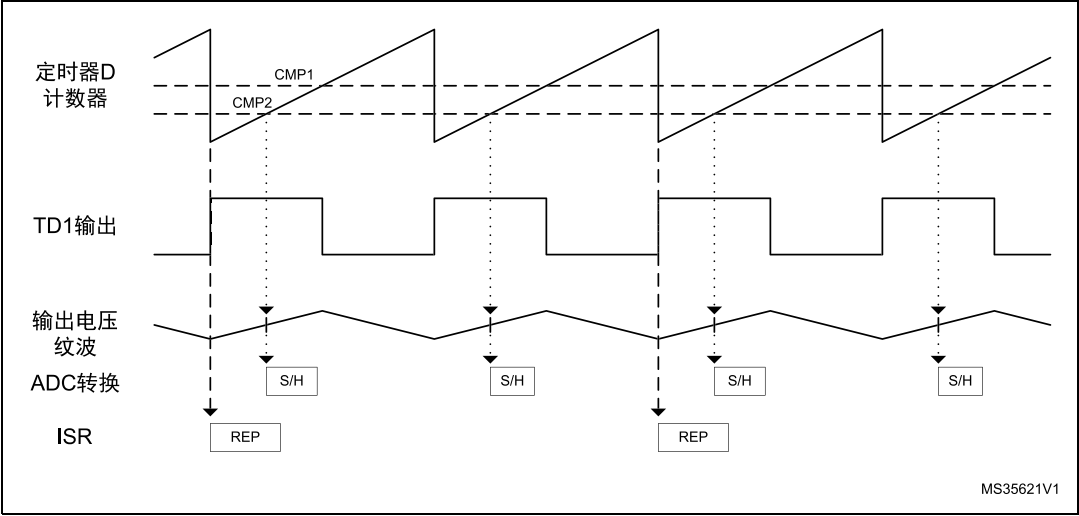 定时器D
计数器
CMP1
CMP2
TD1输出
输出电压
纹波
ADC转换
S/H
S/H
S/H
S/H
ISR
REP
REP
MS35621V1